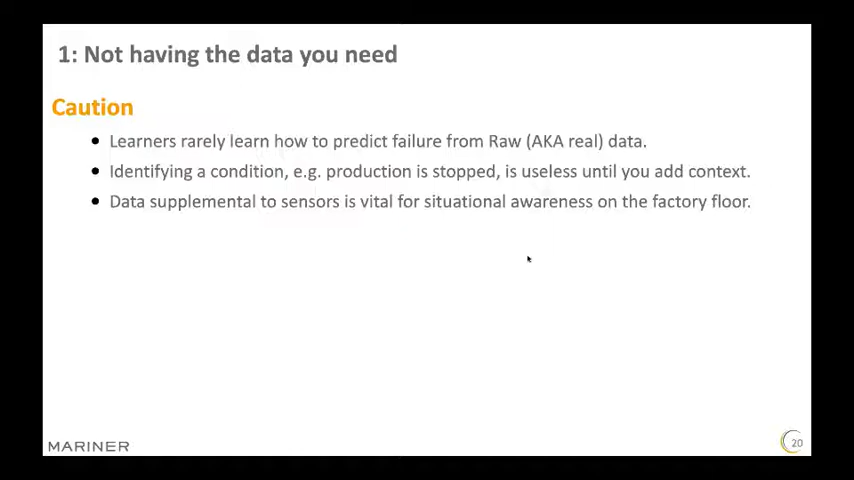 1: Not having the data you need
Caution
• Learners rarely learn how to predict failure from Raw (AKA real) data.
• Identifying a condition, e.g. production is stopped, is useless until you add context.
• Data supplemental to sensors is vital for situational awareness on the factory floor.
MARINER
20